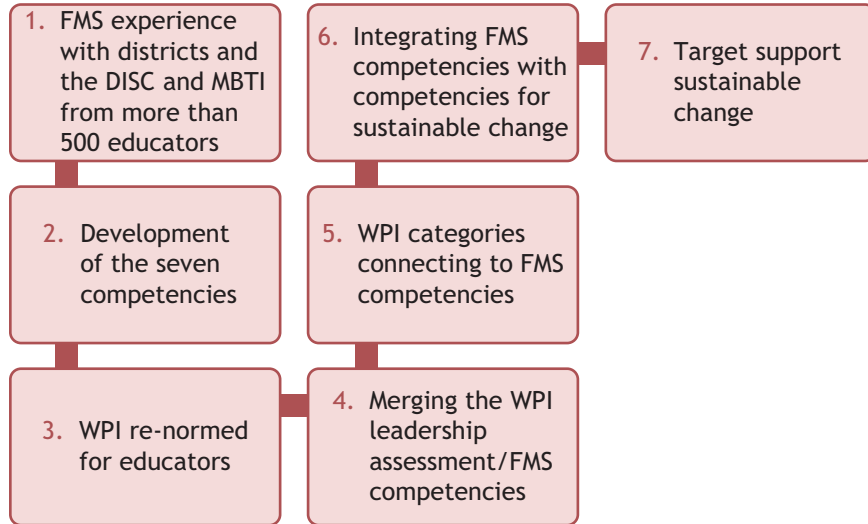 1. FMS experience
with districts and
the DISC and MBTI
from more than
500 educators
2. Development
of the seven
competencies
3. WPI re-normed
for educators
4. Merging the WPI
leadership
assessment/FMS
competencies
5. WPI categories
connecting to FMS
competencies
6. Integrating FMS
competencies with
competencies for
sustainable change
7. Target support
sustainable
change